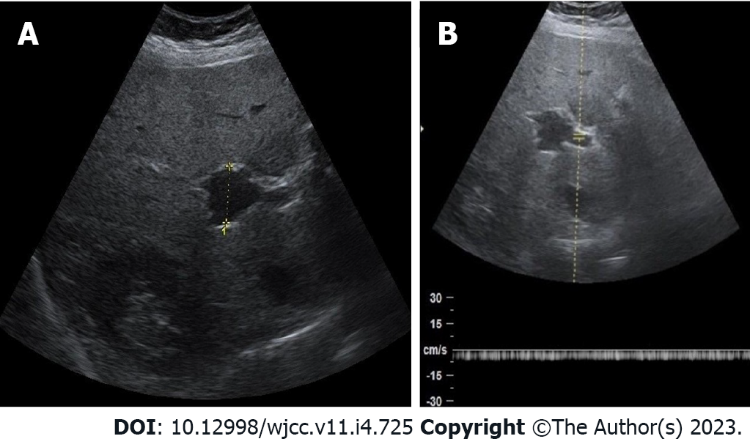 A
B
30
15
cm/s
-15
-30
DOI: 10.12998/wjcc.v11.i4.725 Copyright ©The Author(s) 2023.